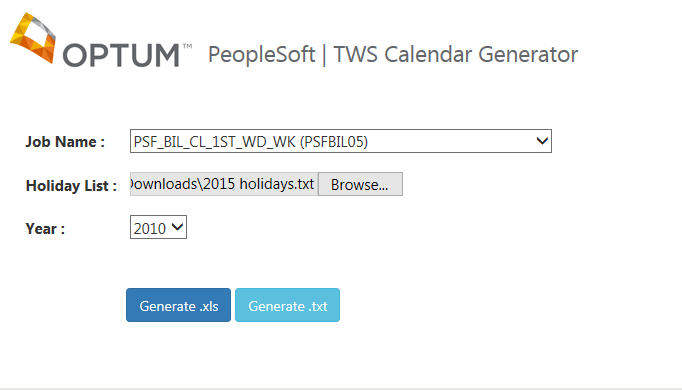 OPTUM™ PeopleSoft | TWS Calendar Generator
Job Name : PSF_BIL_CL_1ST_WD_WK (PSFBIL05)
Holiday List : Downloads\2015 holidays.txt Browse...
Year : 2010
Generate .xls Generate .txt